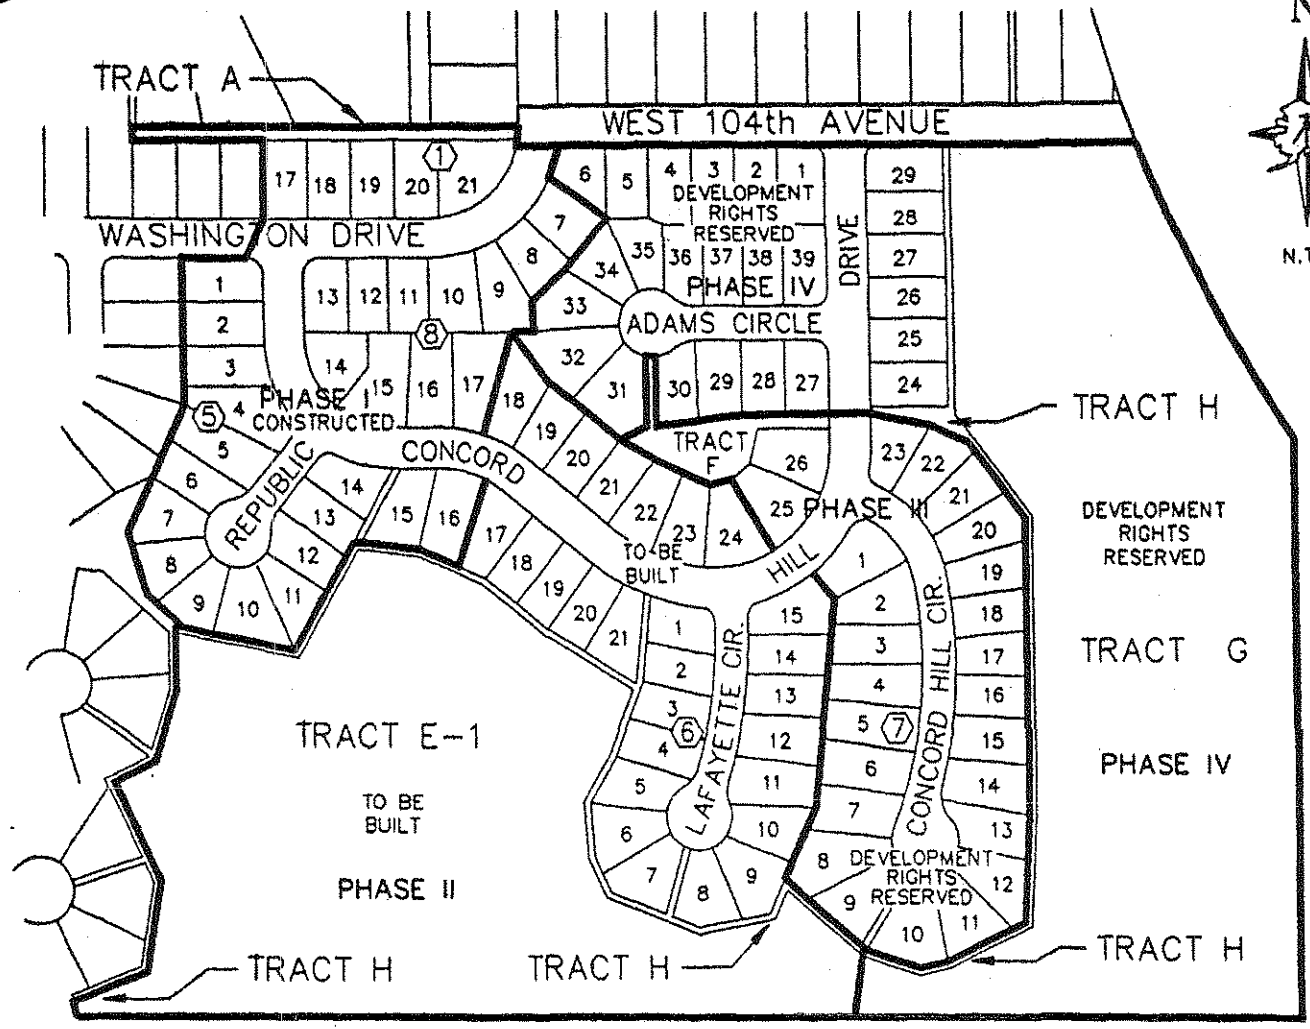 N
TRACT A
WEST 104th AVENUE
1
17 18 19 20 21
6 5 4 3 2 1
DEVELOPMENT
RIGHTS
RESERVED
29
28
27
26
25
24
WASHINGTON DRIVE
7
8
9
10
11
12
13
35 36 37 38 39
34
33
32
31
PHASE IV
DRIVE
N.T
ADAMS CIRCLE
30 29 28 27
1
2
3
4
5
5
6
7
8
9
10
11
12
13
14
8
14 15 16 17
PHASE I
CONSTRUCTED
REPUBLIC
CONCORD
HILL
15 16 17 18 19 20 21
18 19 20 21 22 23 24
TO BE
BUILT
TRACT
F
26
25
PHASE III
23
22
21
20
19
18
17
16
15
14
13
12
11
10
9
8
7
6
5
4
3
2
1
7
CONCORD HILL CIR.
DEVELOPMENT
RIGHTS
RESERVED
TRACT H
DEVELOPMENT
RIGHTS
RESERVED
TRACT G
PHASE IV
1
2
3
4
5
6
7
8
9
10
11
12
13
14
15
6
LAFAYETTE CIR.
TRACT E-1
TO BE
BUILT
PHASE II
TRACT H
TRACT H
TRACT H